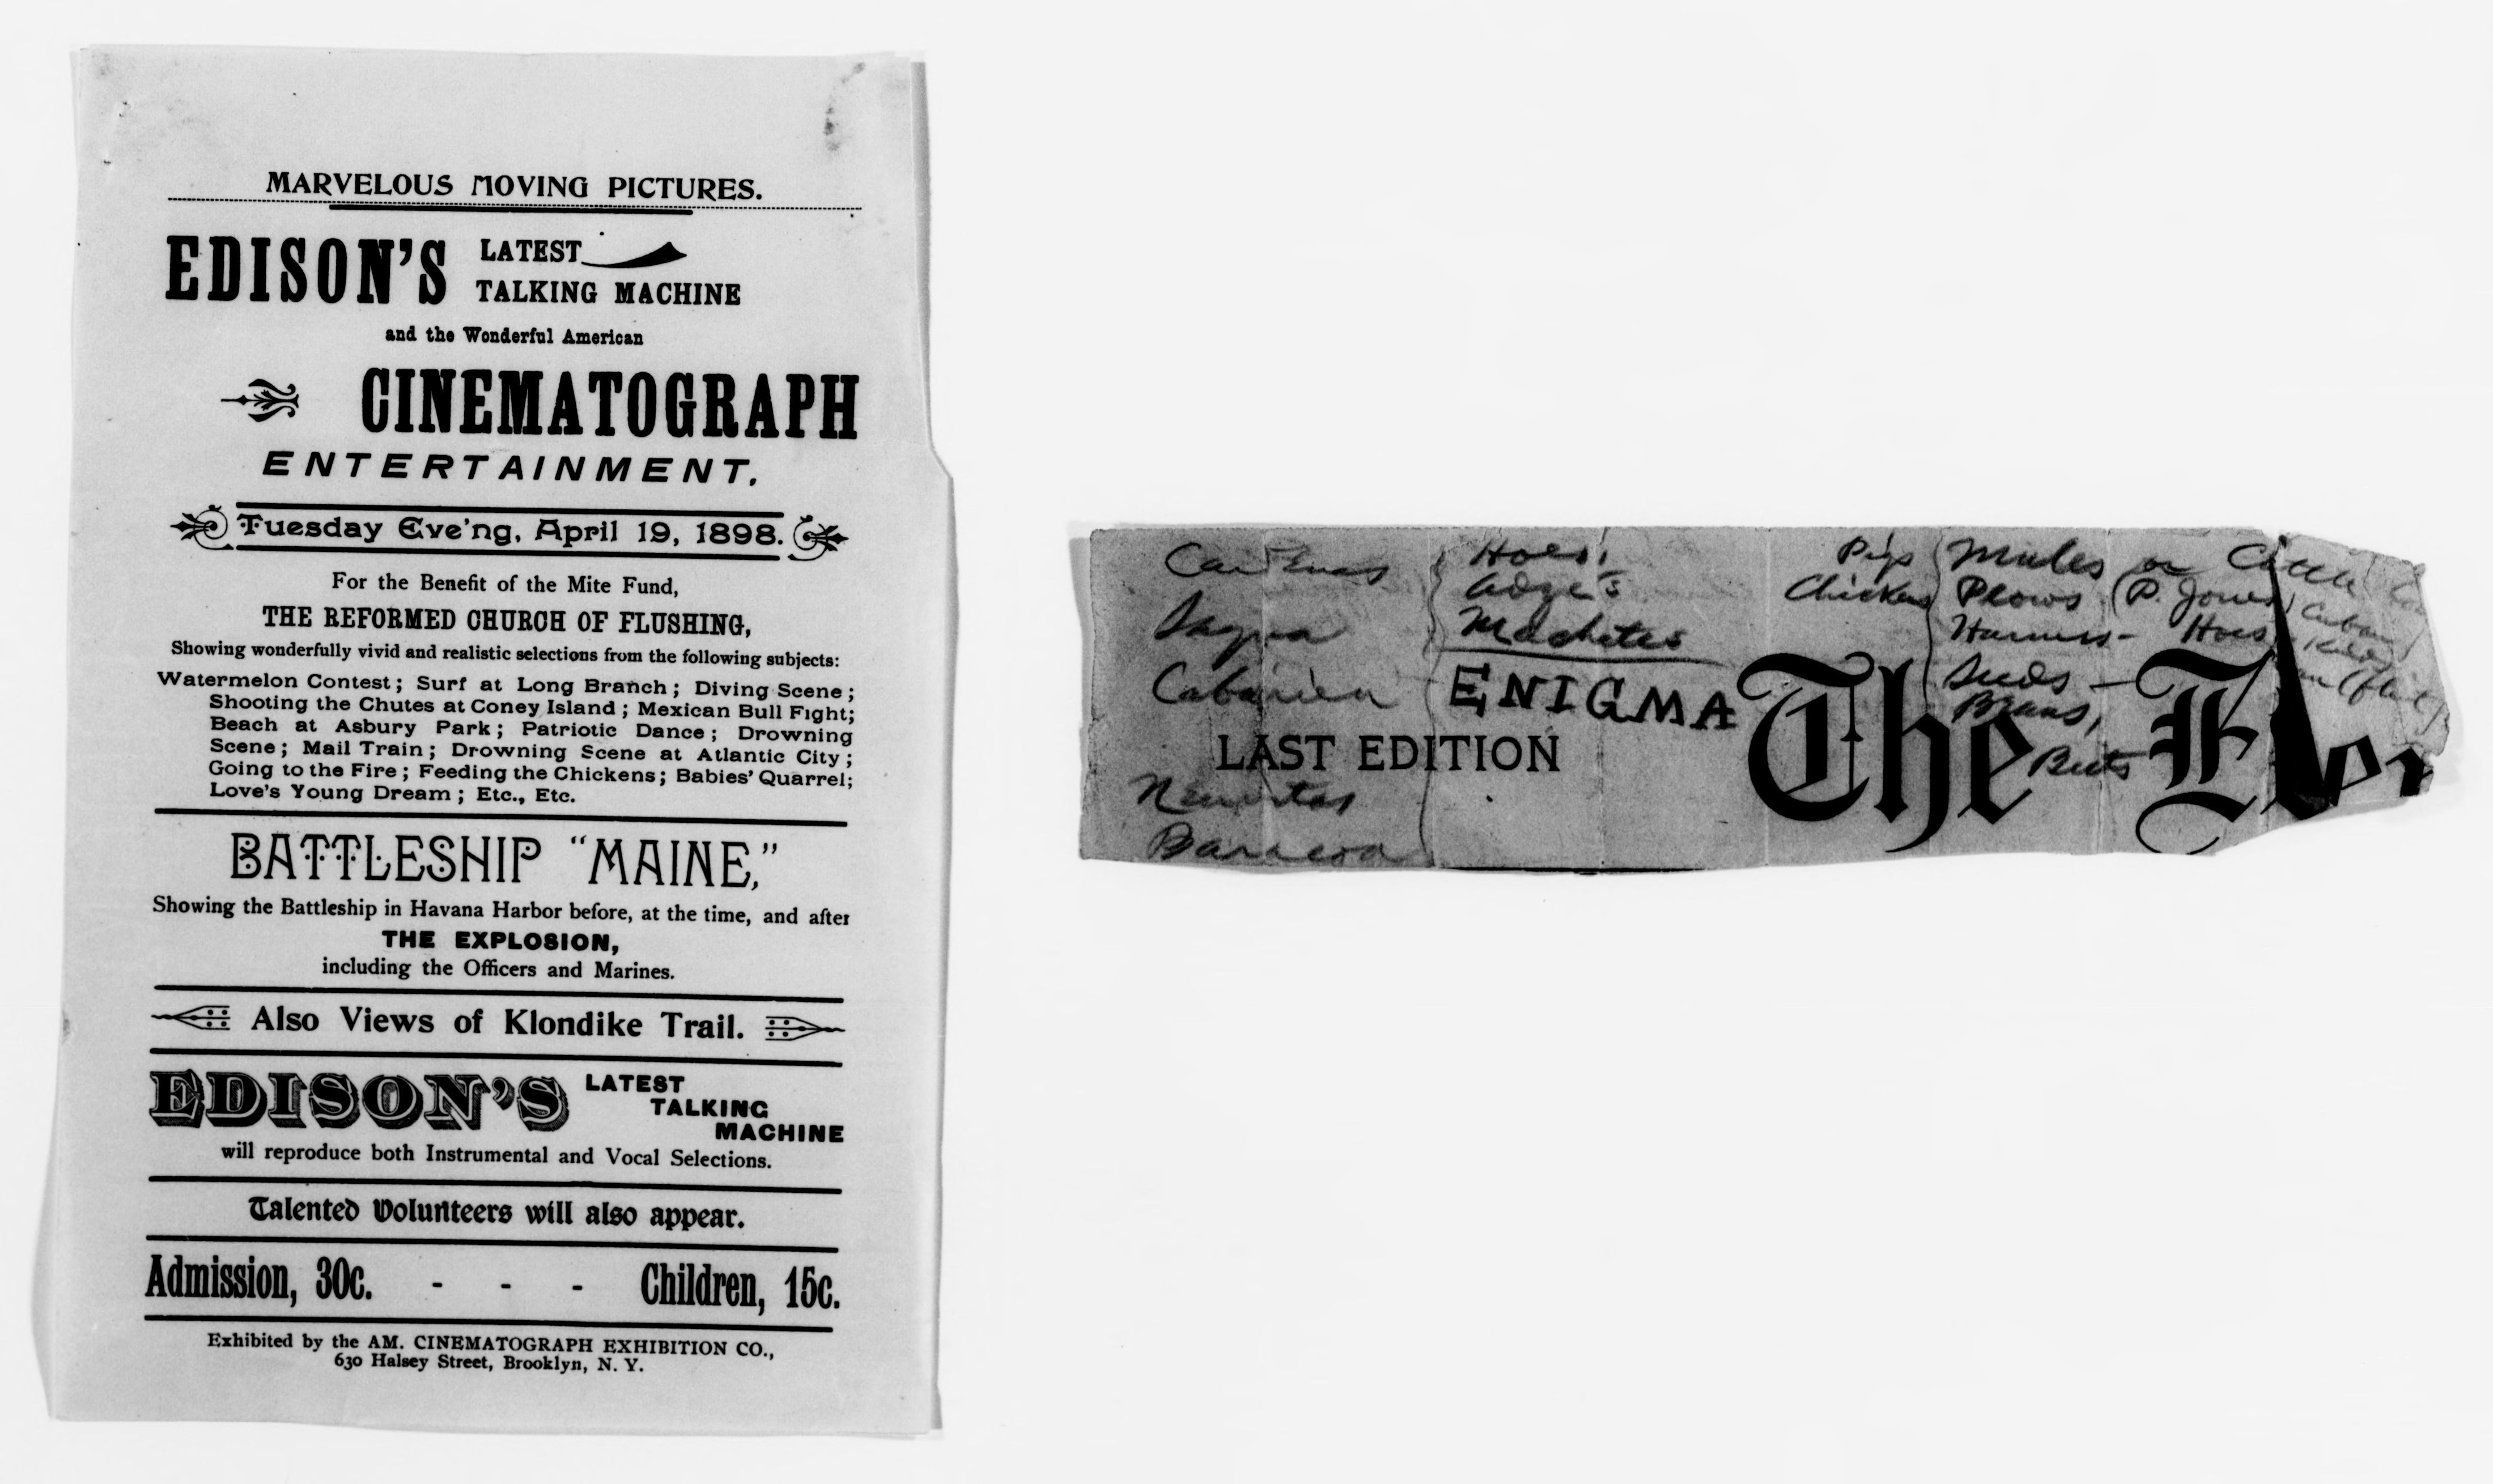 MARVELOUS MOVING PICTURES.
EDISON'S LATEST
TALKING MACHINE
and the Wonderful American
CINEMATOGRAPH
ENTERTAINMENT.
Tuesday Eve'ng, April 19, 1898.
For the Benefit of the Mite Fund,
THE REFORMED CHURCH OF FLUSHING,
Showing wonderfully vivid and realistic selections from the following subjects:
Watermelon Contest; Surf at Long Branch; Diving Scene;
Shooting the Chutes at Coney Island; Mexican Bull Fight;
Beach at Asbury Park; Patriotic Dance; Drowning
Scene; Mail Train; Drowning Scene at Atlantic City;
Going to the Fire; Feeding the Chickens; Babies' Quarrel;
Love's Young Dream; Etc., Etc.
BATTLESHIP "MAINE,"
Showing the Battleship in Havana Harbor before, at the time, and after
THE EXPLOSION,
including the Officers and Marines.
Also Views of Klondike Trail.
EDISON'S LATEST
TALKING
MACHINE
will reproduce both Instrumental and Vocal Selections.
Talented Volunteers will also appear.
Admission, 30c. - - - Children, 15c.
Exhibited by the AM. CINEMATOGRAPH EXHIBITION CO.,
630 Halsey Street, Brooklyn, N. Y.
Cardenas Hoes, Pigs Mules or Cattle
Adzes Chickens Plows (P. Jones)
Sagua Machetes Harness - Hoes
Cuban
Seeds -
ENIGMA
Beans,
LAST EDITION The
Beets
Nuevitas
Baracoa